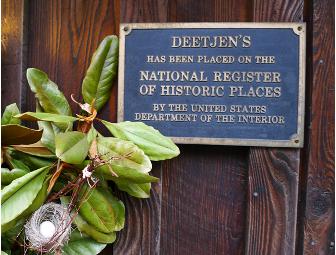 DEETJEN'S
HAS BEEN PLACED ON THE
NATIONAL REGISTER
OF HISTORIC PLACES
BY THE UNITED STATES
DEPARTMENT OF THE INTERIOR